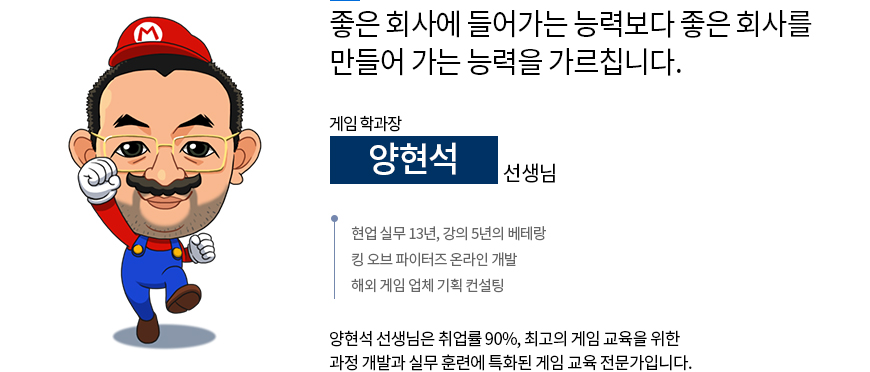 M
좋은 회사에 들어가는 능력보다 좋은 회사를
만들어 가는 능력을 가르칩니다.
게임 학과장
양현석 선생님
현업 실무 13년, 강의 5년의 베테랑
킹 오브 파이터즈 온라인 개발
해외 게임 업체 기획 컨설팅
양현석 선생님은 취업률 90%, 최고의 게임 교육을 위한
과정 개발과 실무 훈련에 특화된 게임 교육 전문가입니다.